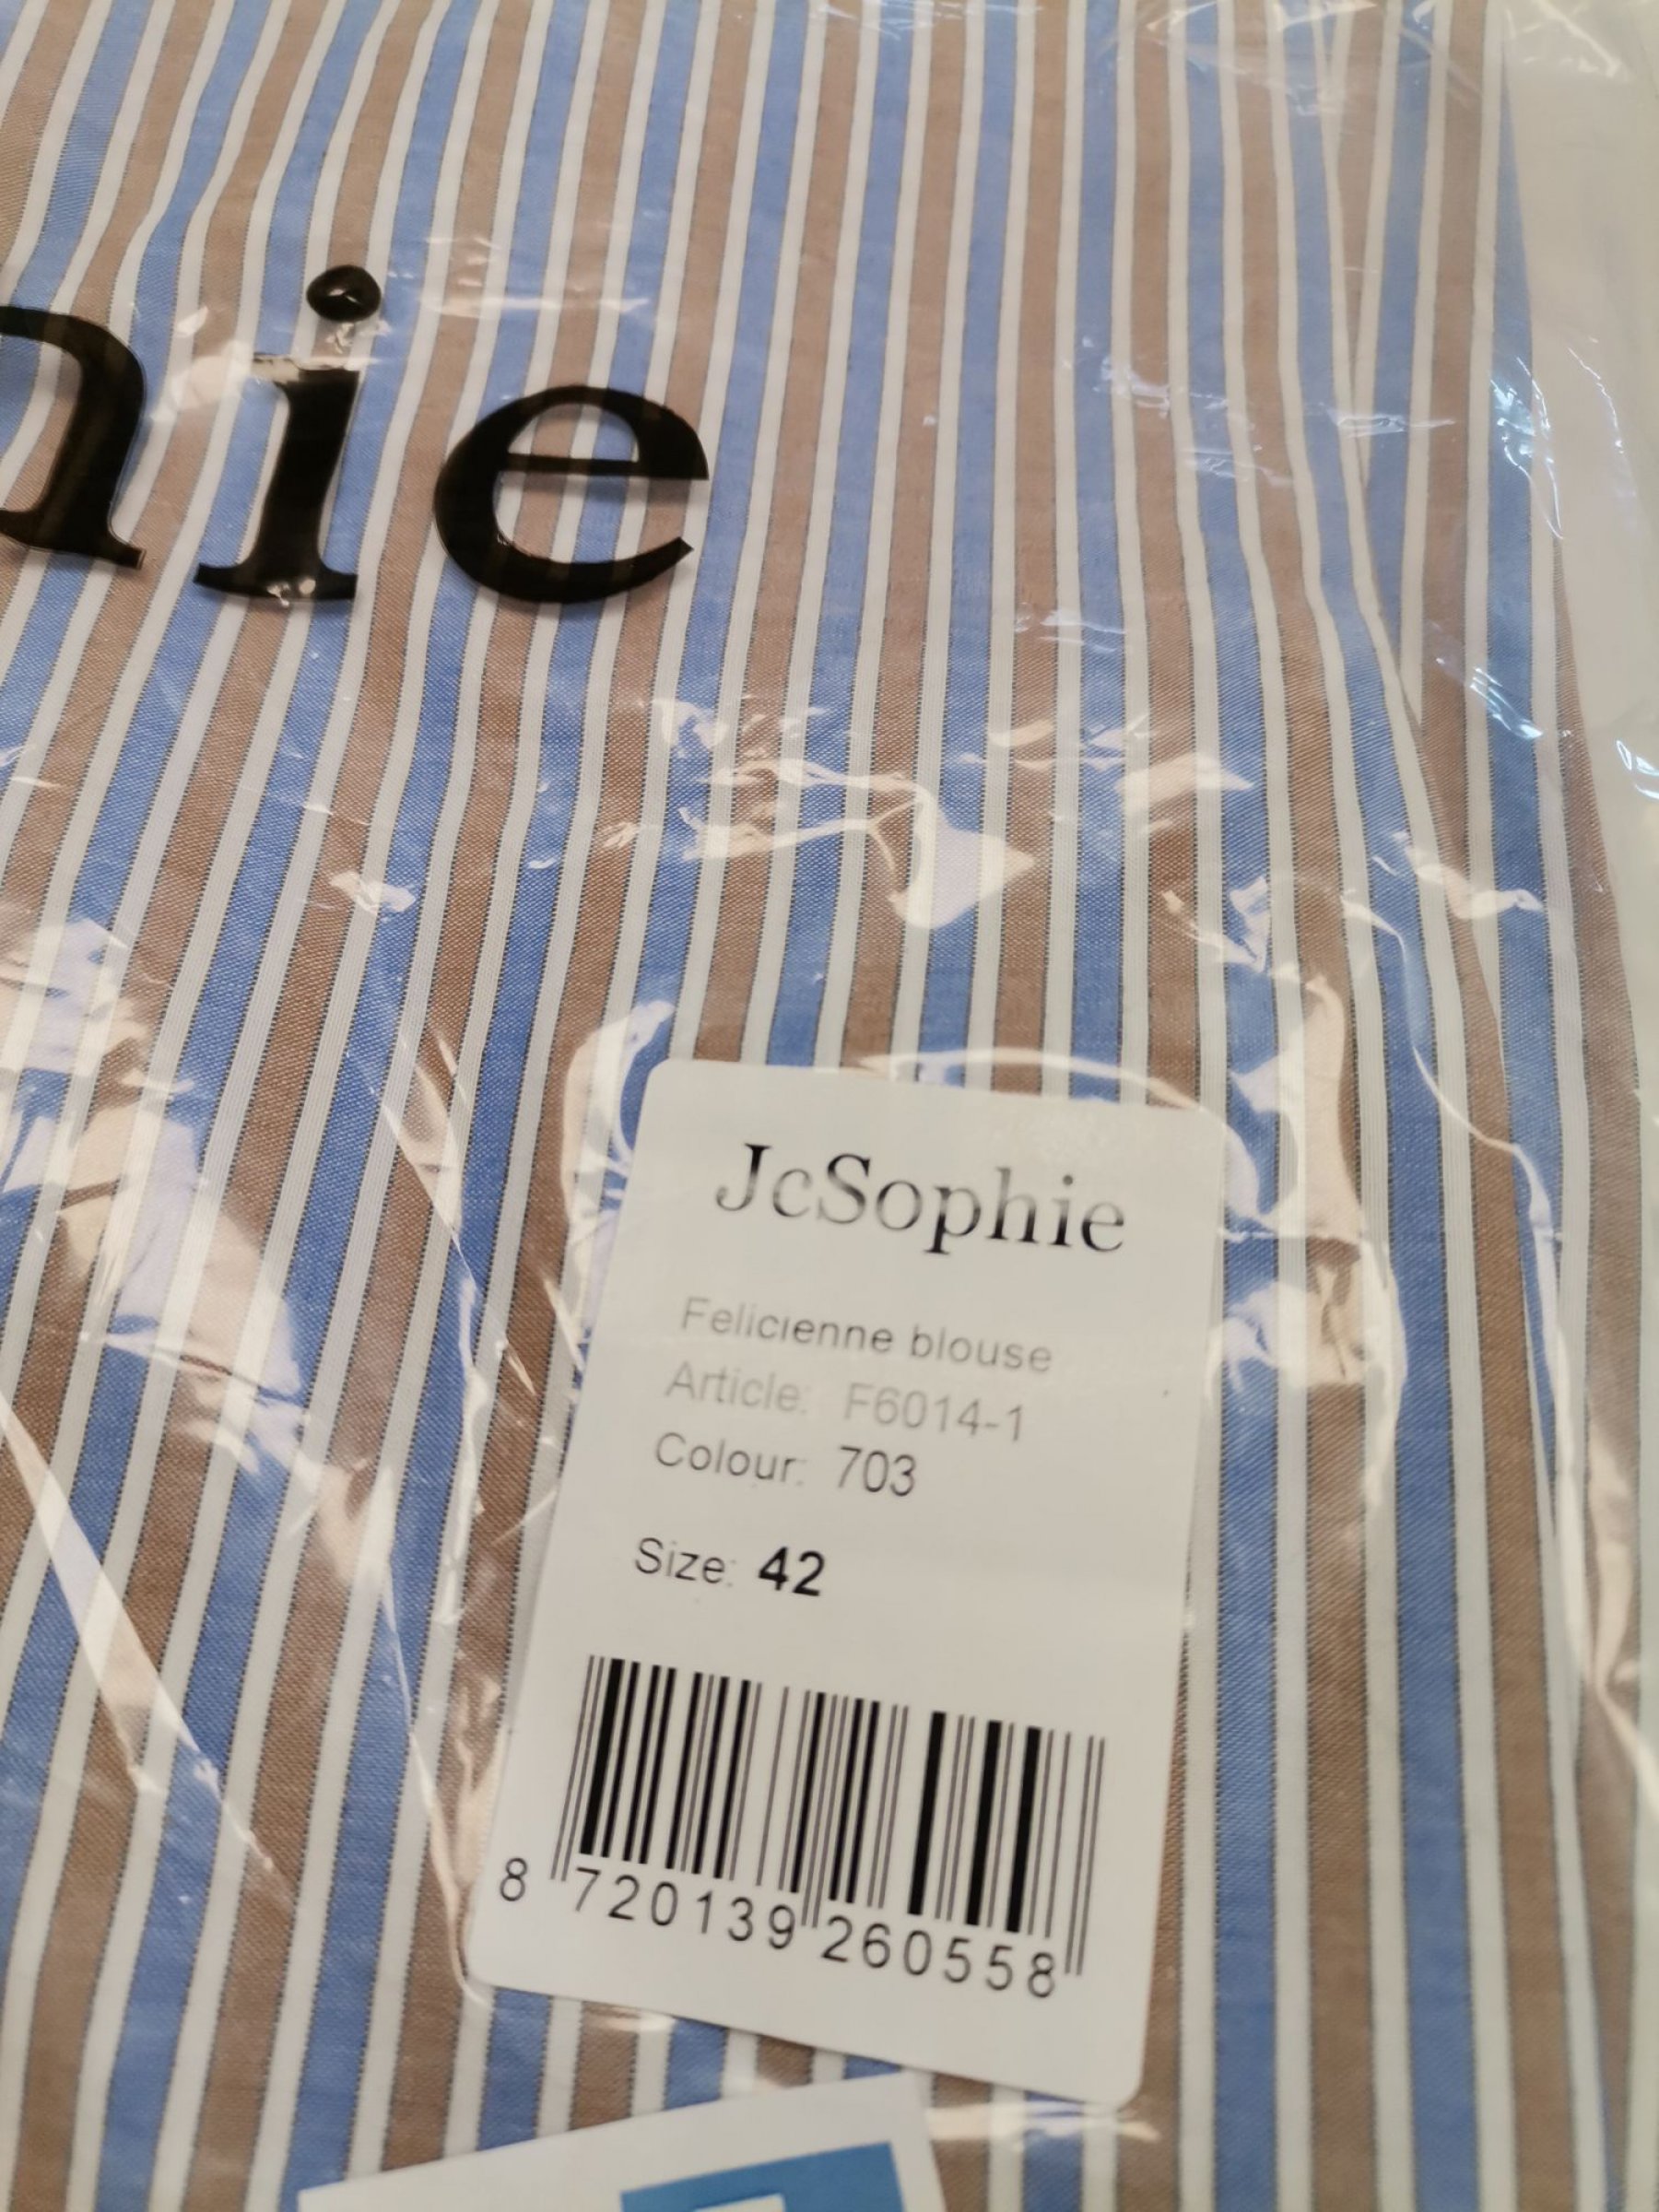 hie
JcSophie
Felicienne blouse
Article: F6014-1
Colour: 703
Size: 42
8 720139 260558